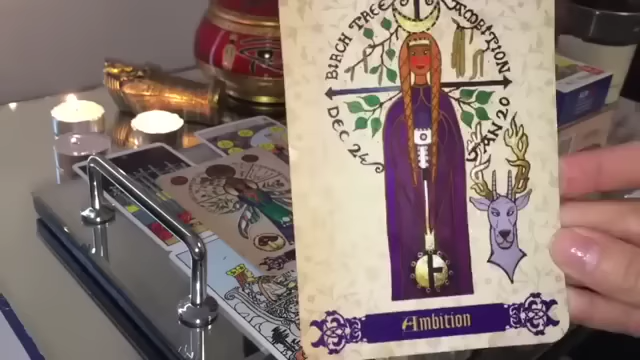 BIRCH TREE
AMBITION
DEC 24
JAN 20
Ambition